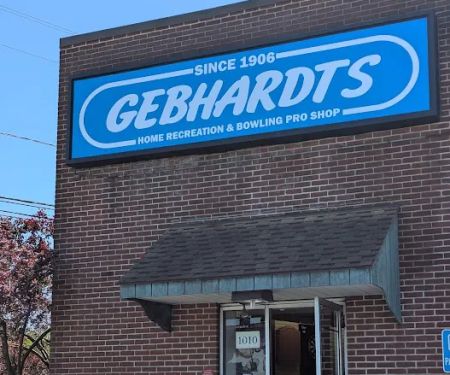 SINCE 1906
GEBHARDTS
HOME RECREATION & BOWLING PRO SHOP
1010